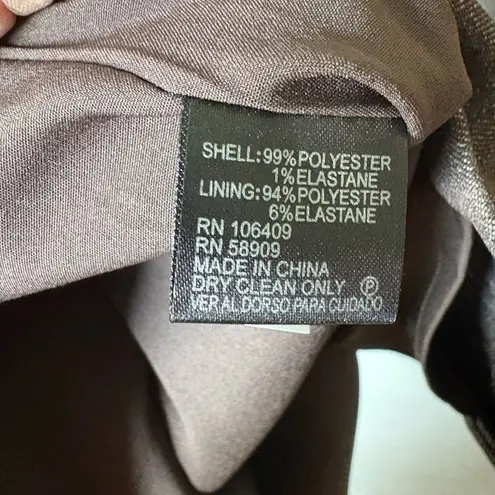 SHELL:99%POLYESTER
1%ELASTANE
LINING:94%POLYESTER
6%ELASTANE
RN 106409
RN 58909
MADE IN CHINA
DRY CLEAN ONLY Ⓟ
VER AL DORSO PARA CUIDADO